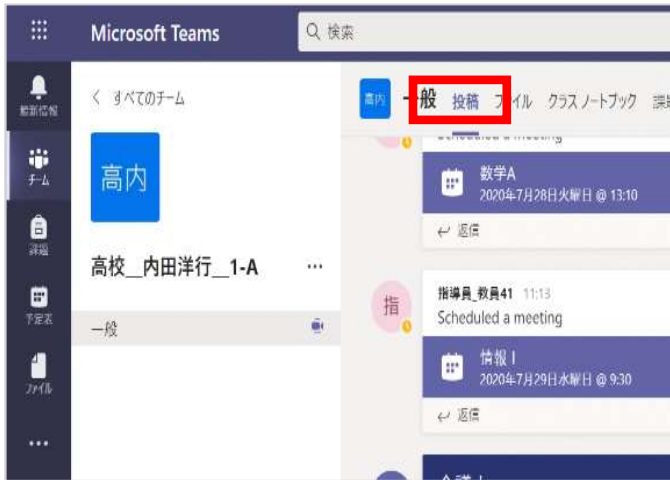 Microsoft Teams
検索
最新情報
チーム
課題
予定表
ファイル
すべてのチーム
高内
高校__内田洋行__1-A
一般
高内
一般 投稿 ファイル クラス ノートブック 課題
Scheduled a meeting
数学A
2020年7月28日火曜日 @ 13:10
返信
指
指導員_教員41 11:13
Scheduled a meeting
情報 I
2020年7月29日水曜日 @ 9:30
返信